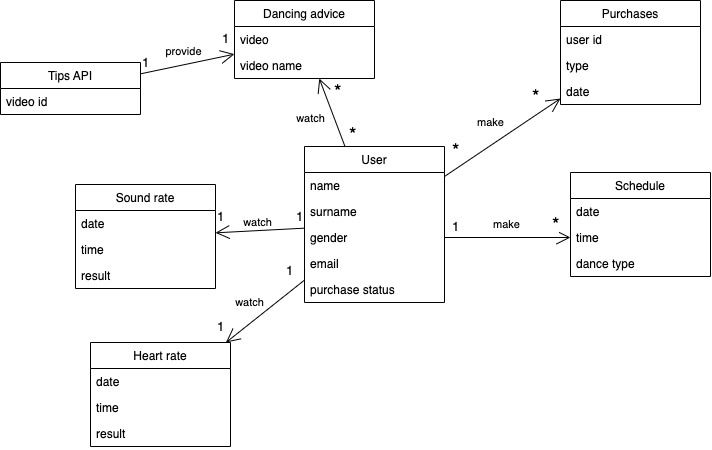 Dancing advice
video
video name
Purchases
user id
type
date
Tips API
video id
1
provide
1
*
watch
*
*
make
*
User
name
surname
gender
email
purchase status
Sound rate
date
time
result
1
watch
1
Schedule
date
time
dance type
1
make
*
1
watch
1
Heart rate
date
time
result